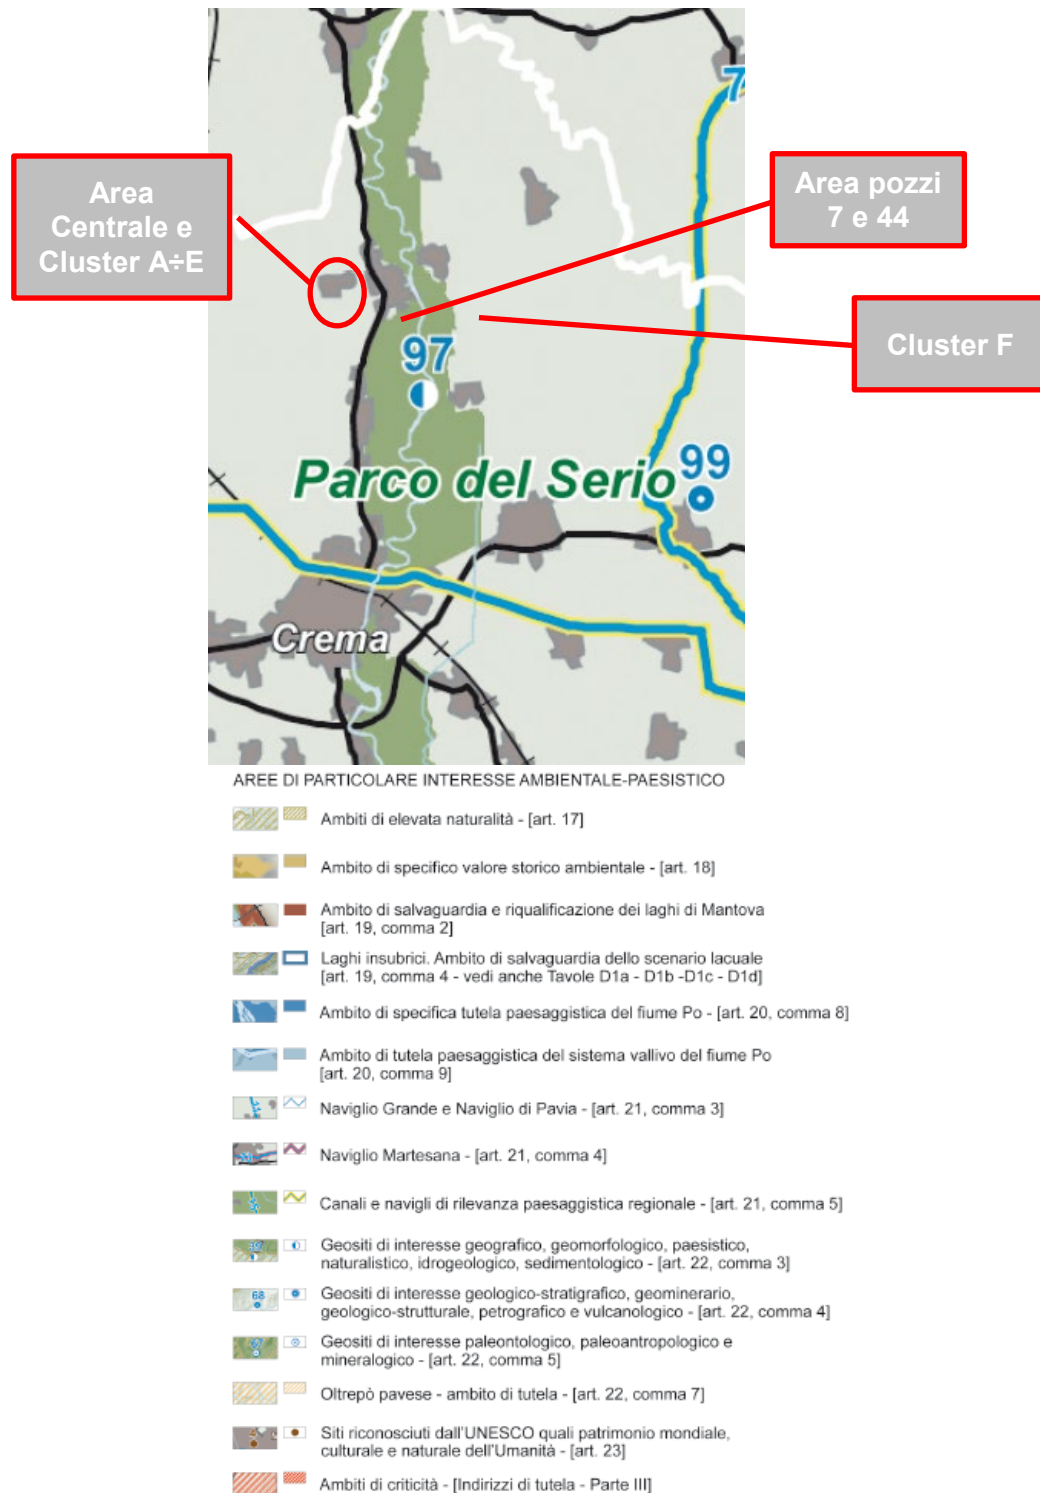 7
Area
Centrale e
Cluster A÷E
Area pozzi
7 e 44
Cluster F
97
Parco del Serio
99
Crema
AREE DI PARTICOLARE INTERESSE AMBIENTALE-PAESISTICO
Ambiti di elevata naturalità - [art. 17]
Ambito di specifico valore storico ambientale - [art. 18]
Ambito di salvaguardia e riqualificazione dei laghi di Mantova
[art. 19, comma 2]
Laghi insubrici. Ambito di salvaguardia dello scenario lacuale
[art. 19, comma 4 - vedi anche Tavole D1a - D1b -D1c - D1d]
Ambito di specifica tutela paesaggistica del fiume Po - [art. 20, comma 8]
Ambito di tutela paesaggistica del sistema vallivo del fiume Po
[art. 20, comma 9]
Naviglio Grande e Naviglio di Pavia - [art. 21, comma 3]
Naviglio Martesana - [art. 21, comma 4]
Canali e navigli di rilevanza paesaggistica regionale - [art. 21, comma 5]
Geositi di interesse geografico, geomorfologico, paesistico,
naturalistico, idrogeologico, sedimentologico - [art. 22, comma 3]
68
Geositi di interesse geologico-stratigrafico, geominerario,
geologico-strutturale, petrografico e vulcanologico - [art. 22, comma 4]
Geositi di interesse paleontologico, paleoantropologico e
mineralogico - [art. 22, comma 5]
Oltrepò pavese - ambito di tutela - [art. 22, comma 7]
Siti riconosciuti dall'UNESCO quali patrimonio mondiale,
culturale e naturale dell'Umanità - [art. 23]
Ambiti di criticità - [Indirizzi di tutela - Parte III]